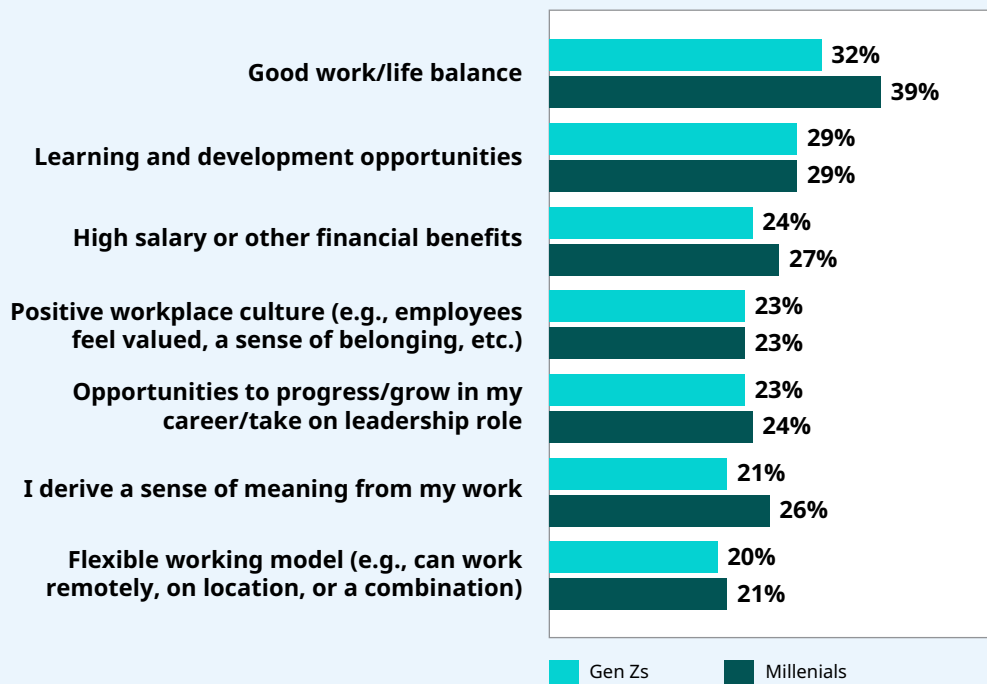 Good work/life balance
32%
39%
Learning and development opportunities
29%
29%
High salary or other financial benefits
24%
27%
Positive workplace culture (e.g., employees
feel valued, a sense of belonging, etc.)
23%
23%
Opportunities to progress/grow in my
career/take on leadership role
23%
24%
I derive a sense of meaning from my work
21%
26%
Flexible working model (e.g., can work
remotely, on location, or a combination)
20%
21%
Gen Zs
Millenials